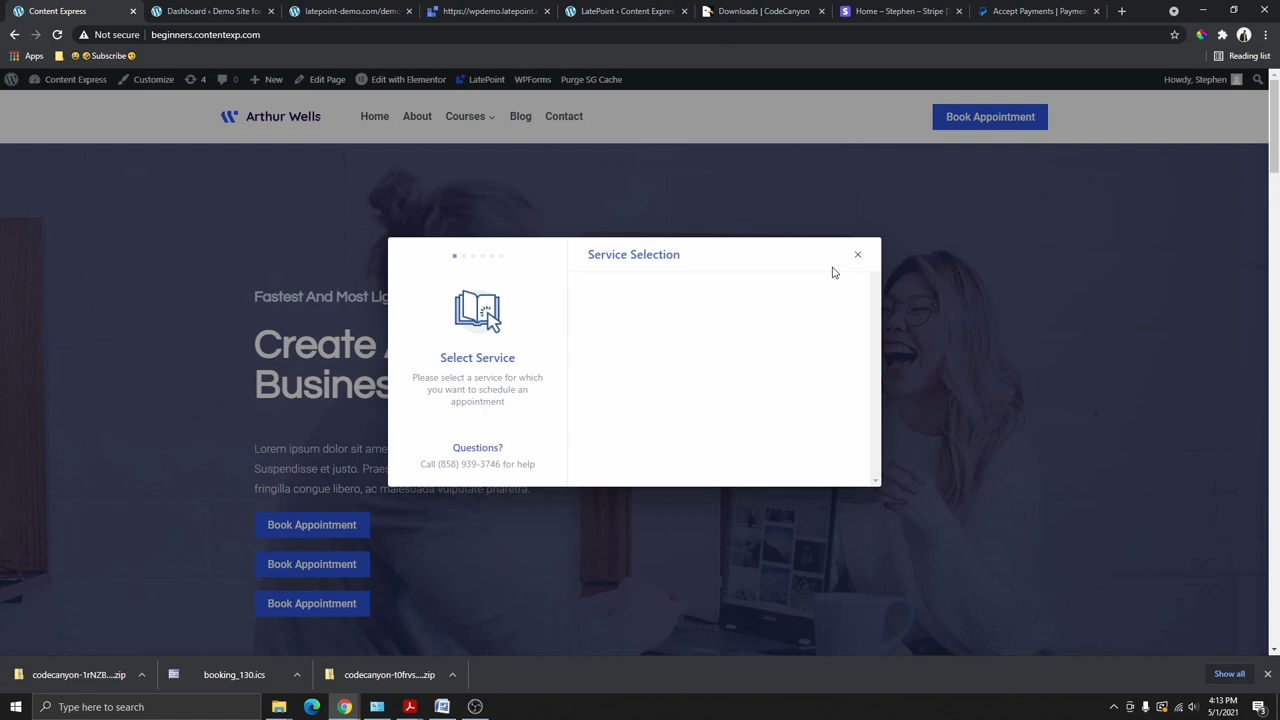 Content Express
Dashboard ‹ Demo Site for
latepoint-demo.com/demo
https://wpdemo.latepoint.c
LatePoint ‹ Content Express
Downloads | CodeCanyon
Home – Stephen – Stripe
Accept Payments | Payme
Not secure | beginners.contentexp.com
Apps
Subscribe
Reading list
Content Express
Customize
4
0
New
Edit Page
Edit with Elementor
LatePoint
WPForms
Purge SG Cache
Howdy, Stephen
Arthur Wells
Home
About
Courses
Blog
Contact
Book Appointment
Service Selection
Fastest And Most Lig
Create
Busines
Select Service
Please select a service for which
you want to schedule an
appointment
Questions?
Call (858) 939-3746 for help
Lorem ipsum dolor sit ame
Suspendisse et justo. Praes
fringilla congue libero, ac malesuada vulputate pharetra.
Book Appointment
Book Appointment
Book Appointment
codecanyon-1rNZB....zip
booking_130.ics
codecanyon-t0frvs....zip
Show all
Type here to search
4:13 PM
5/1/2021
3